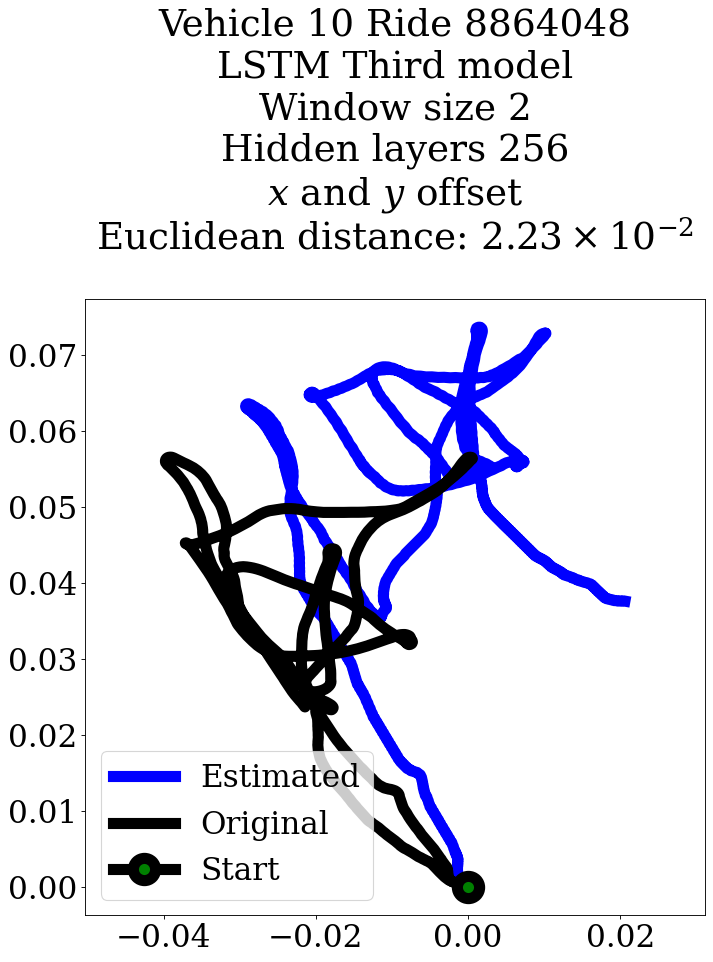 Vehicle 10 Ride 8864048
LSTM Third model
Window size 2
Hidden layers 256
x and y offset
Euclidean distance: 2.23 × 10⁻²
0.07
0.06
0.05
0.04
0.03
0.02
0.01
0.00
Estimated
Original
Start
−0.04 −0.02 0.00 0.02